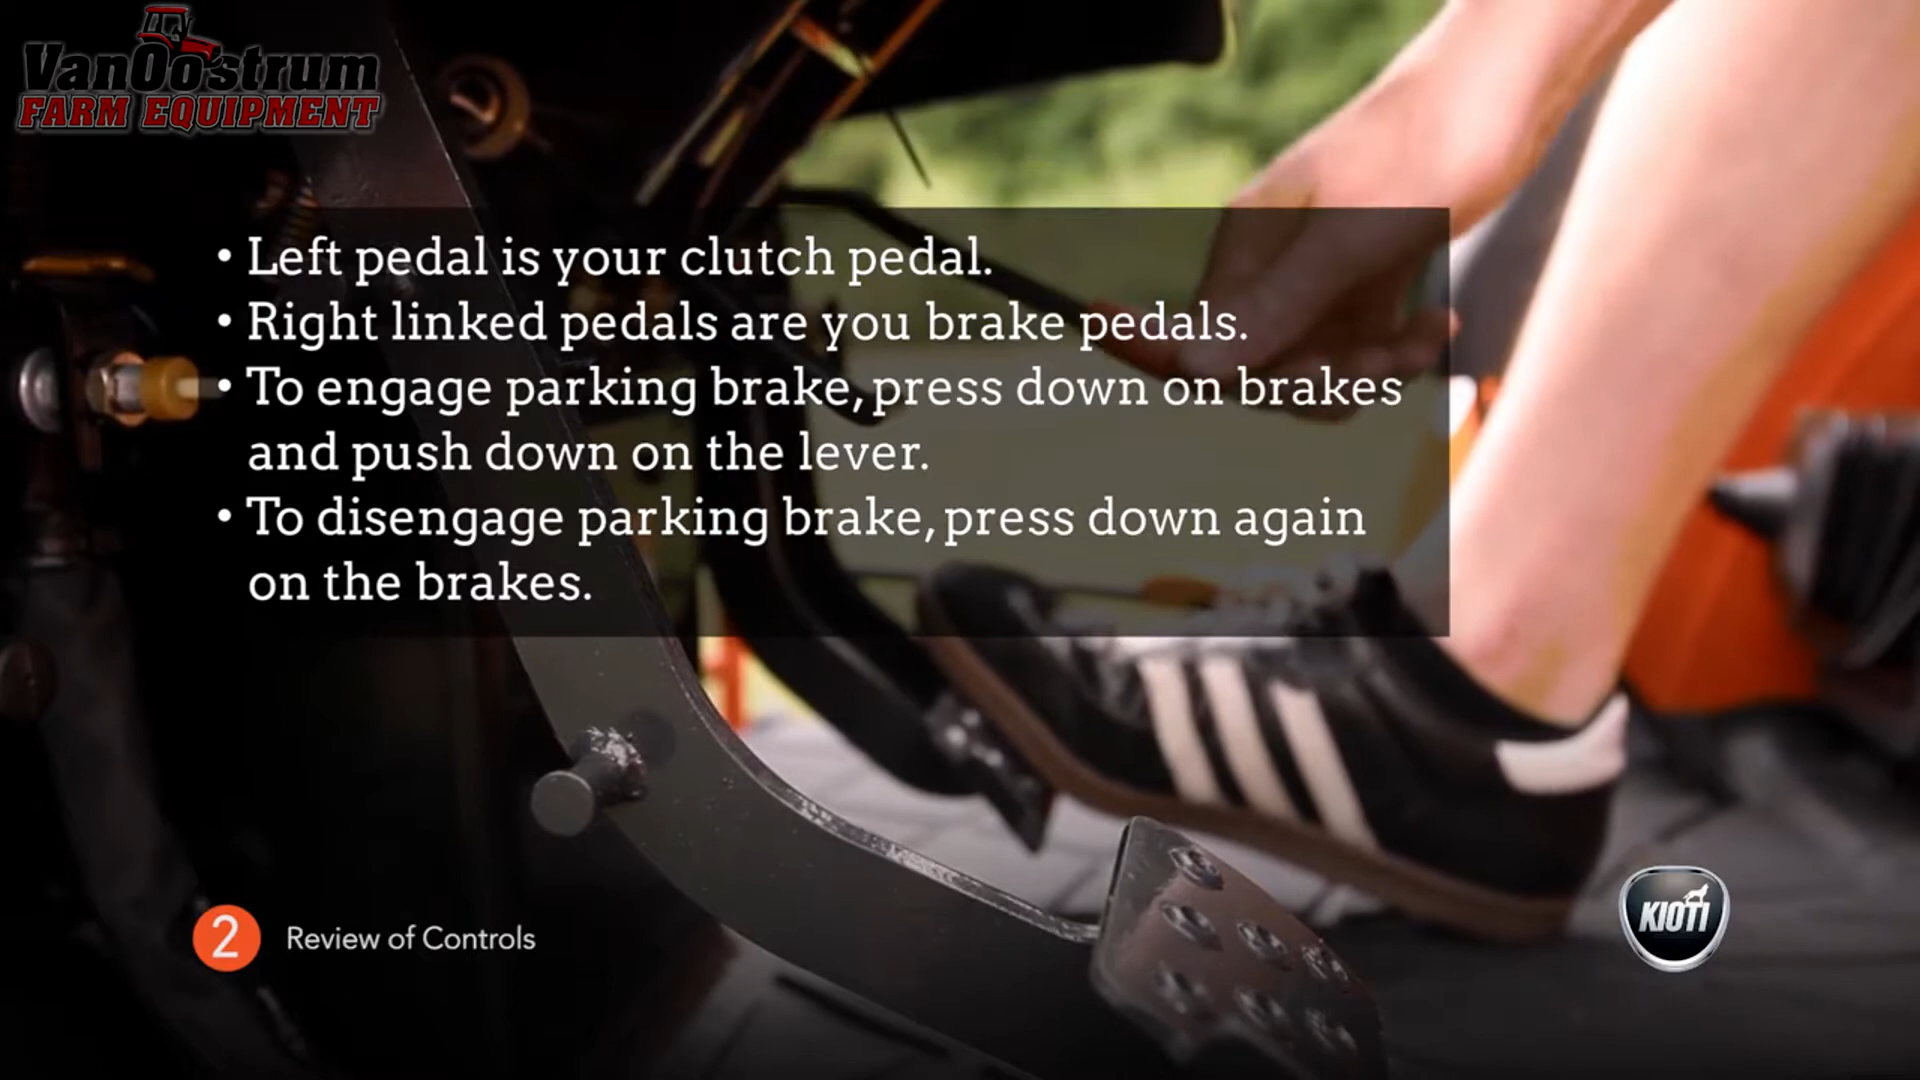 VanOostrum
FARM EQUIPMENT
• Left pedal is your clutch pedal.
• Right linked pedals are you brake pedals.
• To engage parking brake, press down on brakes
and push down on the lever.
• To disengage parking brake, press down again
on the brakes.
2 Review of Controls
KIOTI